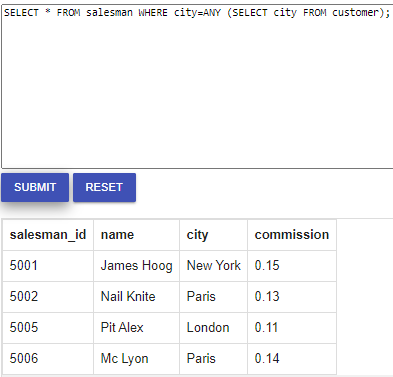 SELECT * FROM salesman WHERE city=ANY (SELECT city FROM customer);
SUBMIT RESET
salesman_id name city commission
5001 James Hoog New York 0.15
5002 Nail Knite Paris 0.13
5005 Pit Alex London 0.11
5006 Mc Lyon Paris 0.14